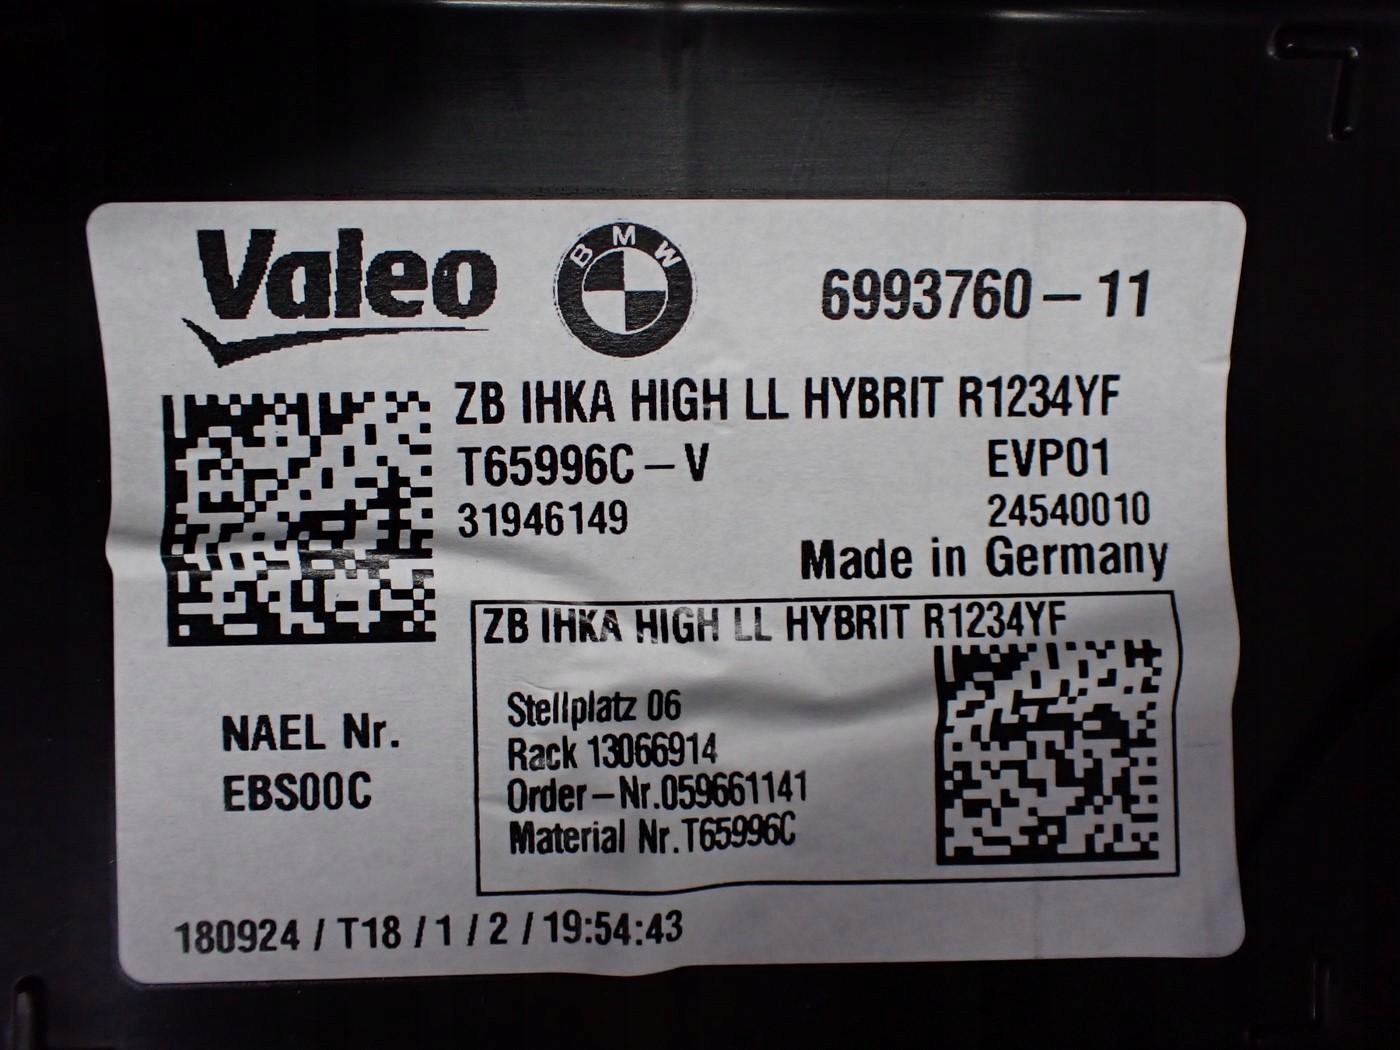 Valeo
BMW
6993760-11
ZB IHKA HIGH LL HYBRIT R1234YF
T65996C-V
EVP01
31946149
24540010
Made in Germany
ZB IHKA HIGH LL HYBRIT R1234YF
Stellplatz 06
Rack 13066914
Order-Nr.059661141
Material Nr.T65996C
NAEL Nr.
EBS00C
180924/T18/1/2/19:54:43